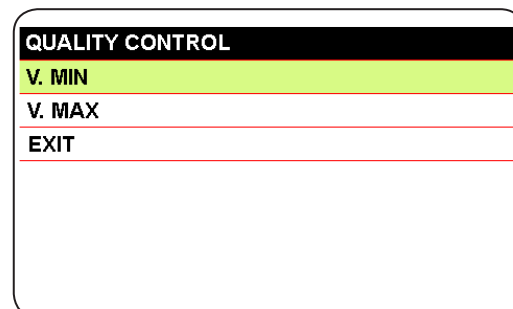 QUALITY CONTROL
V. MIN
V. MAX
EXIT